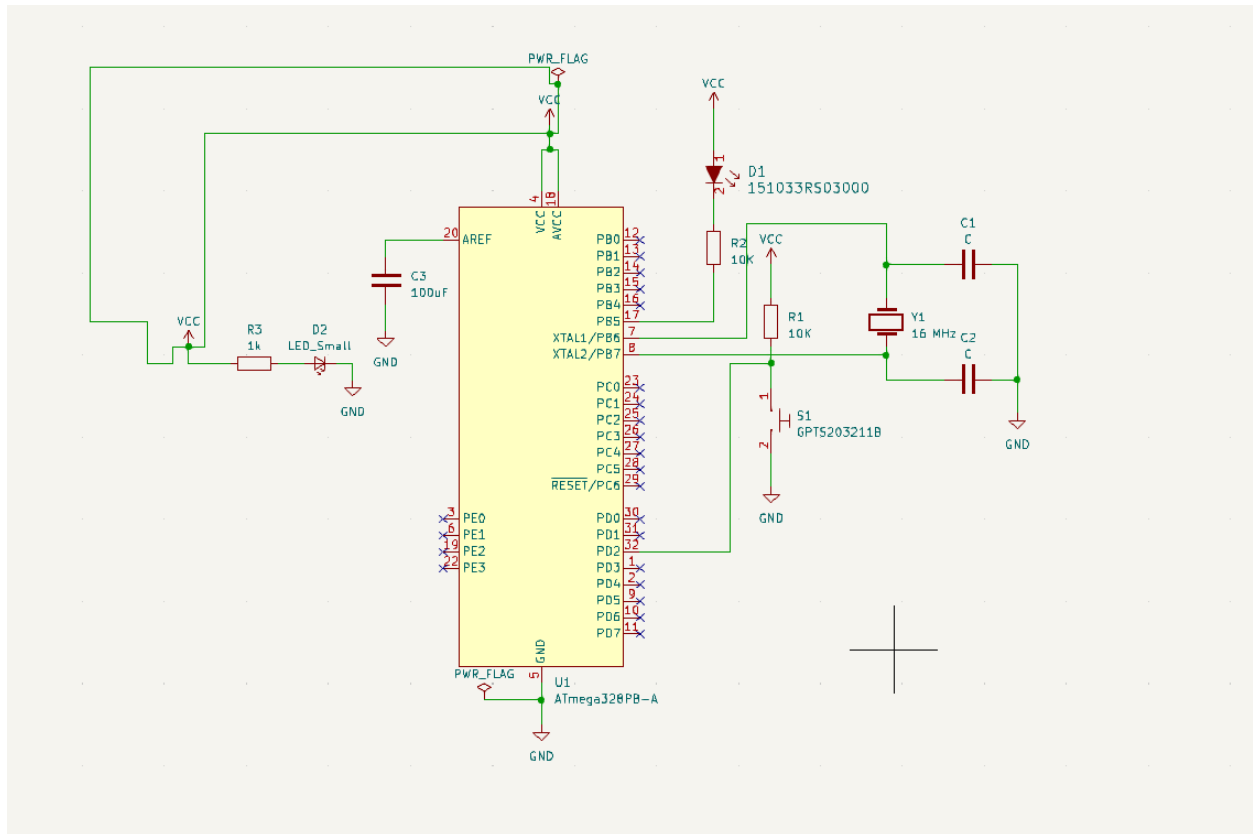 PWR_FLAG
VCC
VCC
1
D1
151033RS03000
2
4
18
VCC
AVCC
20
AREF
C3
100uF
GND
VCC
R3
1k
D2
LED_Small
GND
PB0
12
PB1
13
PB2
14
PB3
15
PB4
16
PB5
17
XTAL1/PB6
7
XTAL2/PB7
8
PC0
23
PC1
24
PC2
25
PC3
26
PC4
27
PC5
28
RESET/PC6
29
PD0
30
PD1
31
PD2
32
PD3
1
PD4
2
PD5
9
PD6
10
PD7
11
3
PE0
6
PE1
19
PE2
22
PE3
R2
10K
VCC
R1
10K
1
S1
GPTS203211B
2
GND
C1
C
Y1
16 MHz
C2
C
GND
GND
5
PWR_FLAG
U1
ATmega328PB-A
GND